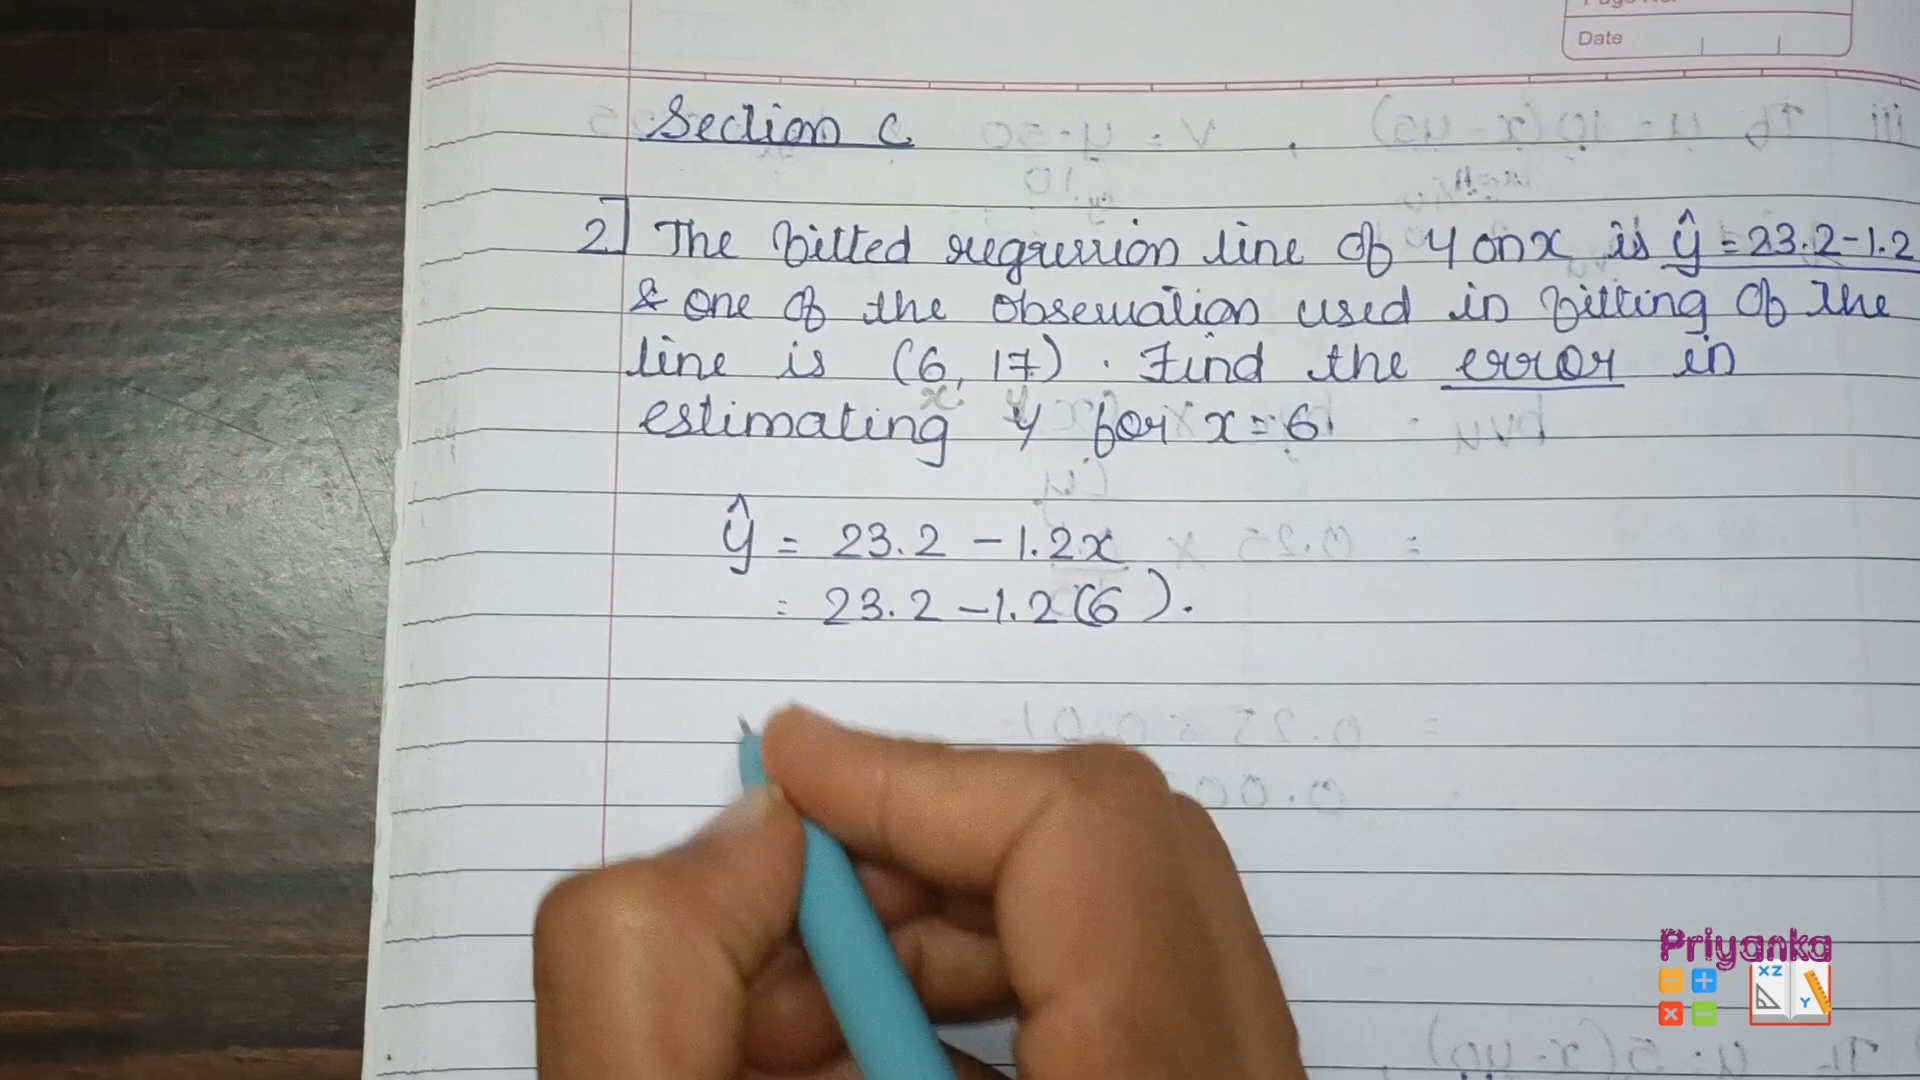 Date
Section C
2] The fitted regression line of y on x is ŷ = 23.2-1.2
& one of the observation used in fitting of the
line is (6, 17). Find the error in
x y
estimating y for x = 6
ŷ = 23.2 - 1.2x
= 23.2 - 1.2(6).
Priyanka
XZ
Y